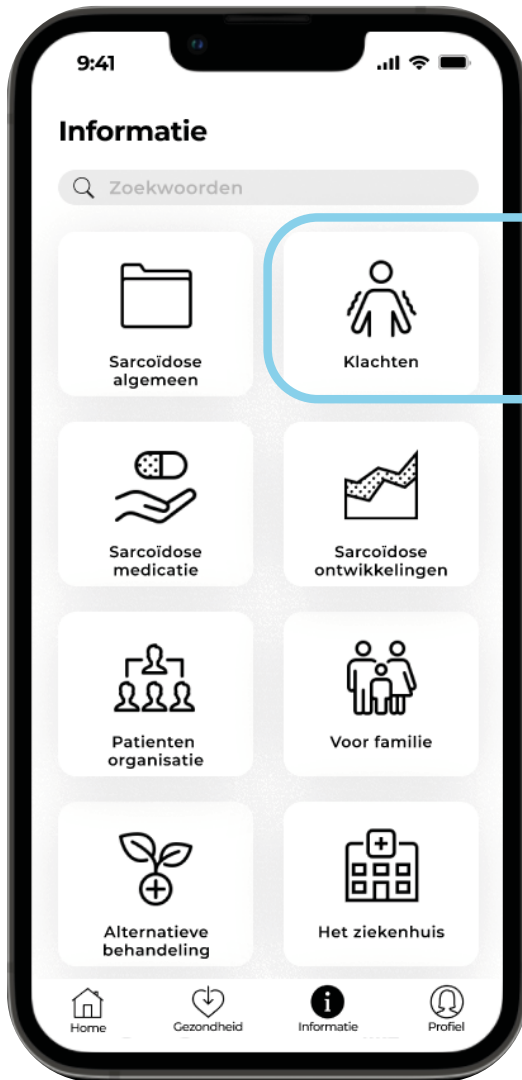 9:41
Informatie
Zoekwoorden
Sarcoïdose
algemeen
Klachten
Sarcoïdose
medicatie
Sarcoïdose
ontwikkelingen
Patienten
organisatie
Voor familie
Alternatieve
behandeling
Het ziekenhuis
Home
Gezondheid
Informatie
Profiel